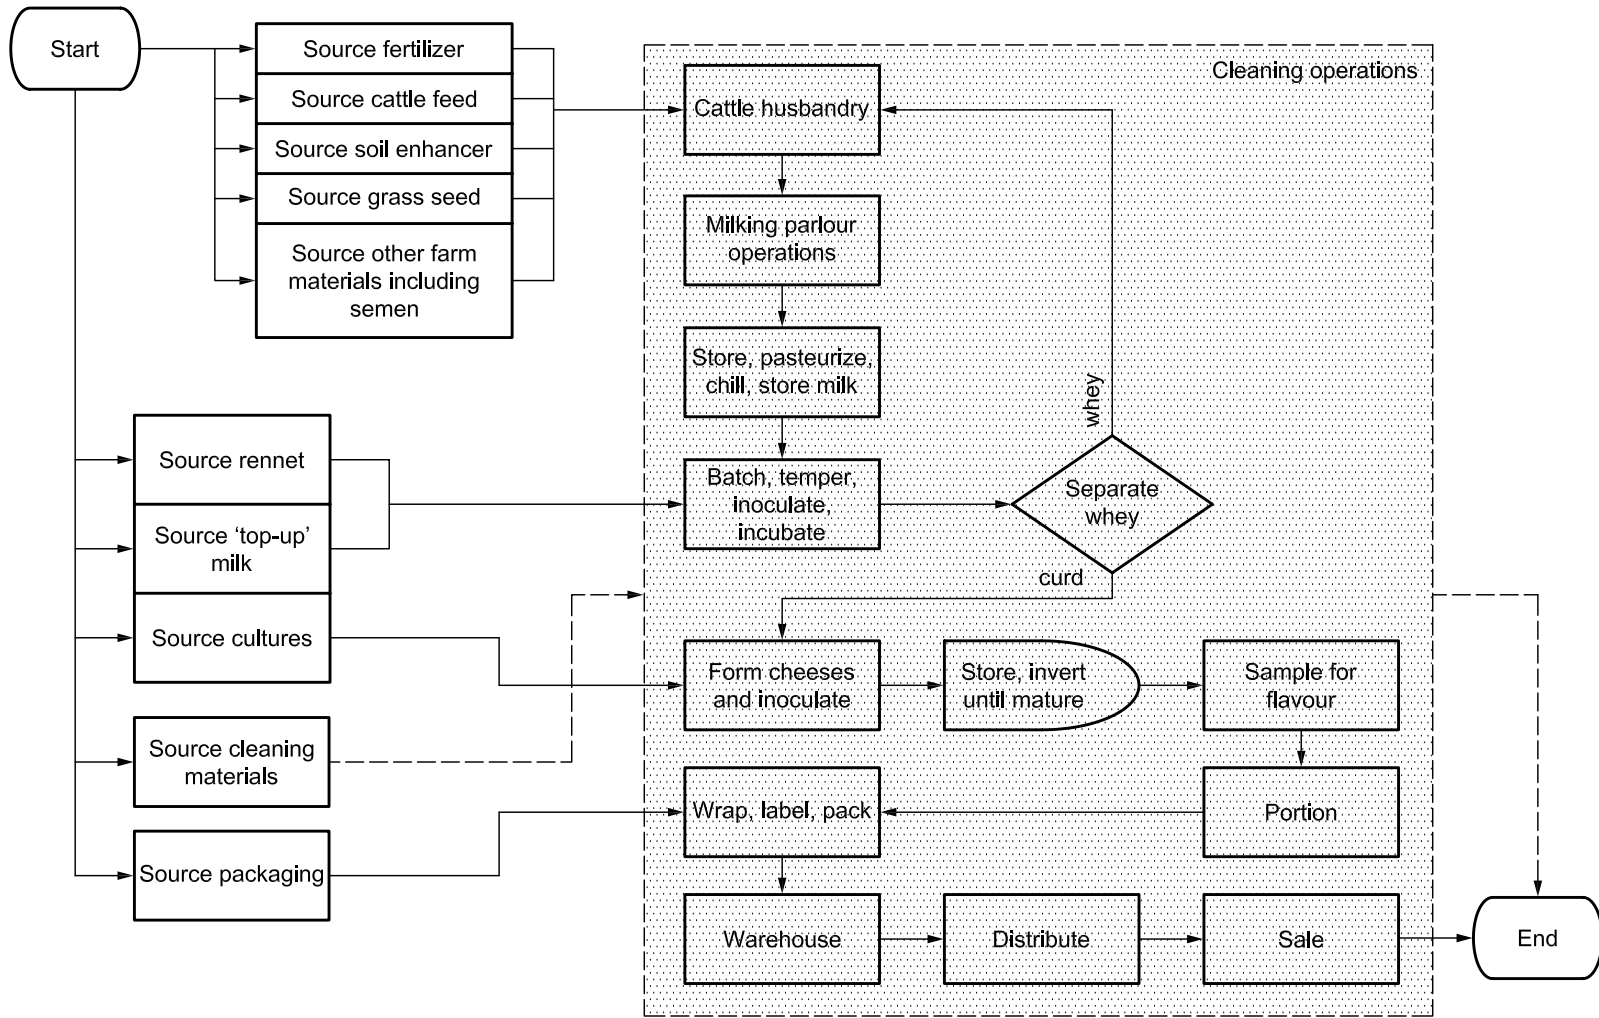 Start
Source fertilizer
Source cattle feed
Source soil enhancer
Source grass seed
Source other farm
materials including
semen
Cleaning operations
Cattle husbandry
Milking parlour
operations
Store, pasteurize,
chill, store milk
whey
Source rennet
Source ‘top-up’
milk
Source cultures
Batch, temper,
inoculate,
incubate
Separate
whey
curd
Form cheeses
and inoculate
Store, invert
until mature
Sample for
flavour
Source cleaning
materials
Wrap, label, pack
Portion
Source packaging
Warehouse
Distribute
Sale
End